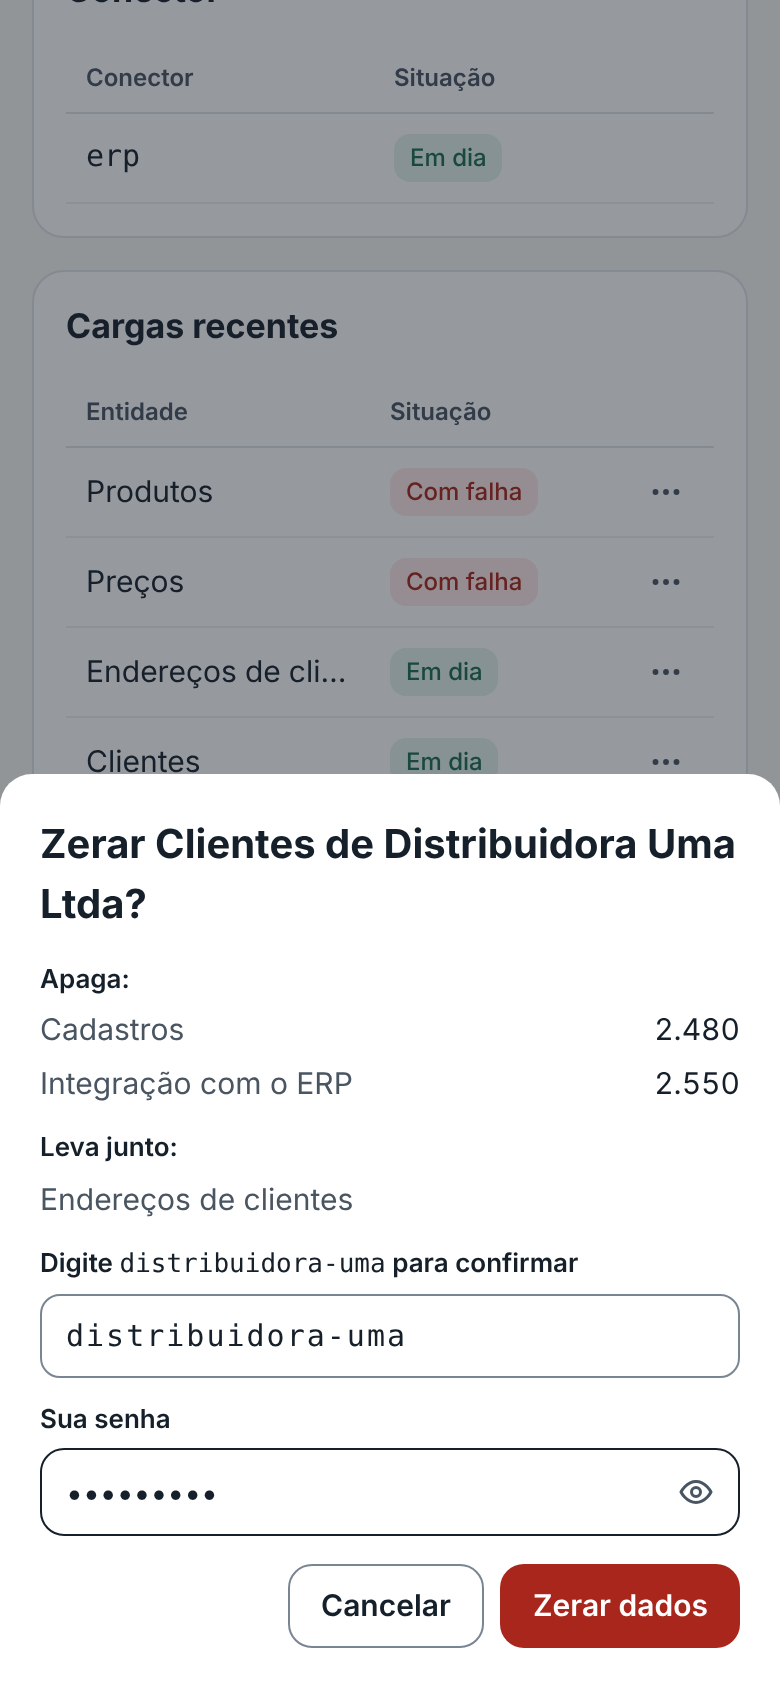 Conector
Conector Situação
erp Em dia
Cargas recentes
Entidade Situação
Produtos Com falha
Preços Com falha
Endereços de cli... Em dia
Clientes Em dia
Zerar Clientes de Distribuidora Uma
Ltda?
Apaga:
Cadastros 2.480
Integração com o ERP 2.550
Leva junto:
Endereços de clientes
Digite distribuidora-uma para confirmar
distribuidora-uma
Sua senha
•••••••••
Cancelar Zerar dados